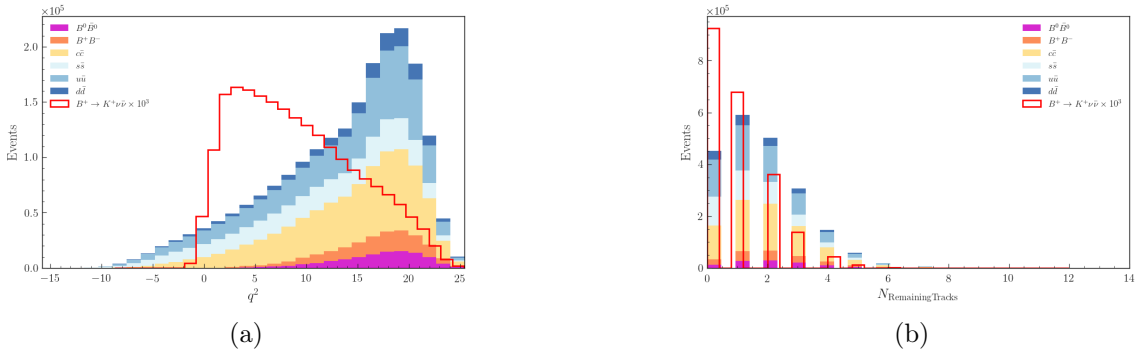 ×10⁵
B⁰B̄⁰
B⁺B⁻
cc̄
ss̄
uū
dd̄
B⁺ → K⁺νν̄ × 10³
2.0
1.5
1.0
0.5
0.0
Events
−15 −10 −5 0 5 10 15 20 25
q²
(a)
×10⁵
B⁰B̄⁰
B⁺B⁻
cc̄
ss̄
uū
dd̄
B⁺ → K⁺νν̄ × 10³
8
6
4
2
0
Events
0 2 4 6 8 10 12 14
N_RemainingTracks
(b)